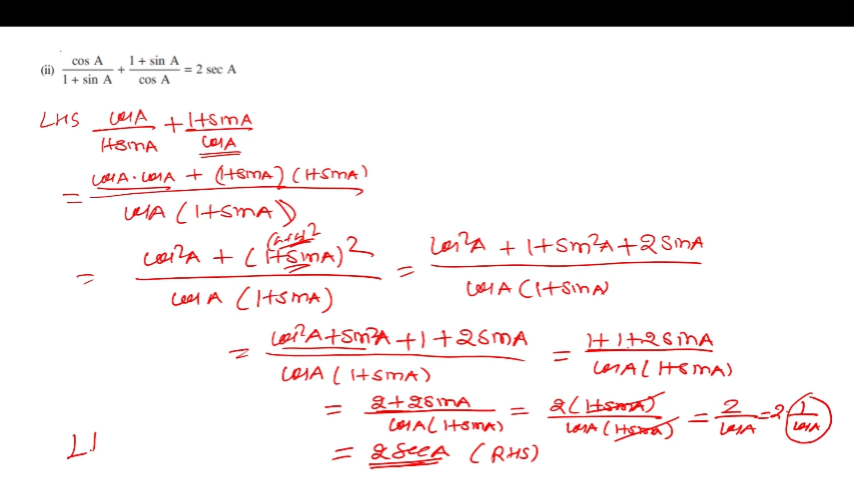 (ii) cos A / (1 + sin A) + (1 + sin A) / cos A = 2 sec A
LHS cosA / (1+sinA) + (1+sinA) / cosA
= (cosA·cosA + (1+sinA)(1+sinA)) / (cosA(1+sinA))
= (cos²A + (1+sinA)²) / (cosA(1+sinA)) = (cos²A + 1+sin²A+2sinA) / (cosA(1+sinA))
= (cos²A+sin²A+1+2sinA) / (cosA(1+sinA)) = (1+1+2sinA) / (cosA(1+sinA))
= (2+2sinA) / (cosA(1+sinA)) = 2(1+sinA) / (cosA(1+sinA)) = 2 / cosA = 2·1 / cosA
= 2secA (RHS)